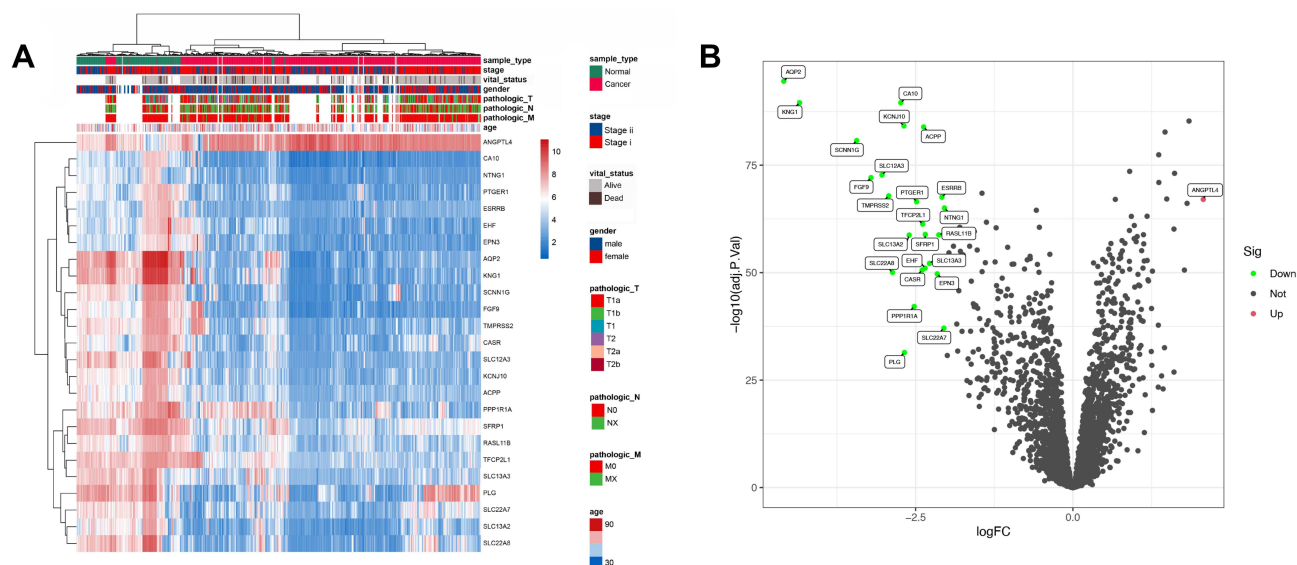 A
sample_type
stage
vital_status
gender
pathologic_T
pathologic_N
pathologic_M
age
ANGPTL4
CA10
NTNG1
PTGER1
ESRRB
EHF
EPN3
AQP2
KNG1
SCNN1G
FGF9
TMPRSS2
CASR
SLC12A3
KCNJ10
ACPP
PPP1R1A
SFRP1
RASL11B
TFCP2L1
SLC13A3
PLG
SLC22A7
SLC13A2
SLC22A8
10
8
6
4
2
sample_type
Normal
Cancer
stage
Stage ii
Stage i
vital_status
Alive
Dead
gender
male
female
pathologic_T
T1a
T1b
T1
T2
T2a
T2b
pathologic_N
N0
NX
pathologic_M
M0
MX
age
90
30
B
−log10(adj.P.Val)
75
50
25
0
AQP2
KNG1
CA10
KCNJ10
ACPP
SCNN1G
SLC12A3
FGF9
TMPRSS2
PTGER1
ESRRB
ANGPTL4
TFCP2L1
NTNG1
RASL11B
SLC13A2
SFRP1
SLC22A8
EHF
SLC13A3
CASR
EPN3
PPP1R1A
SLC22A7
PLG
−2.5
0.0
logFC
Sig
Down
Not
Up